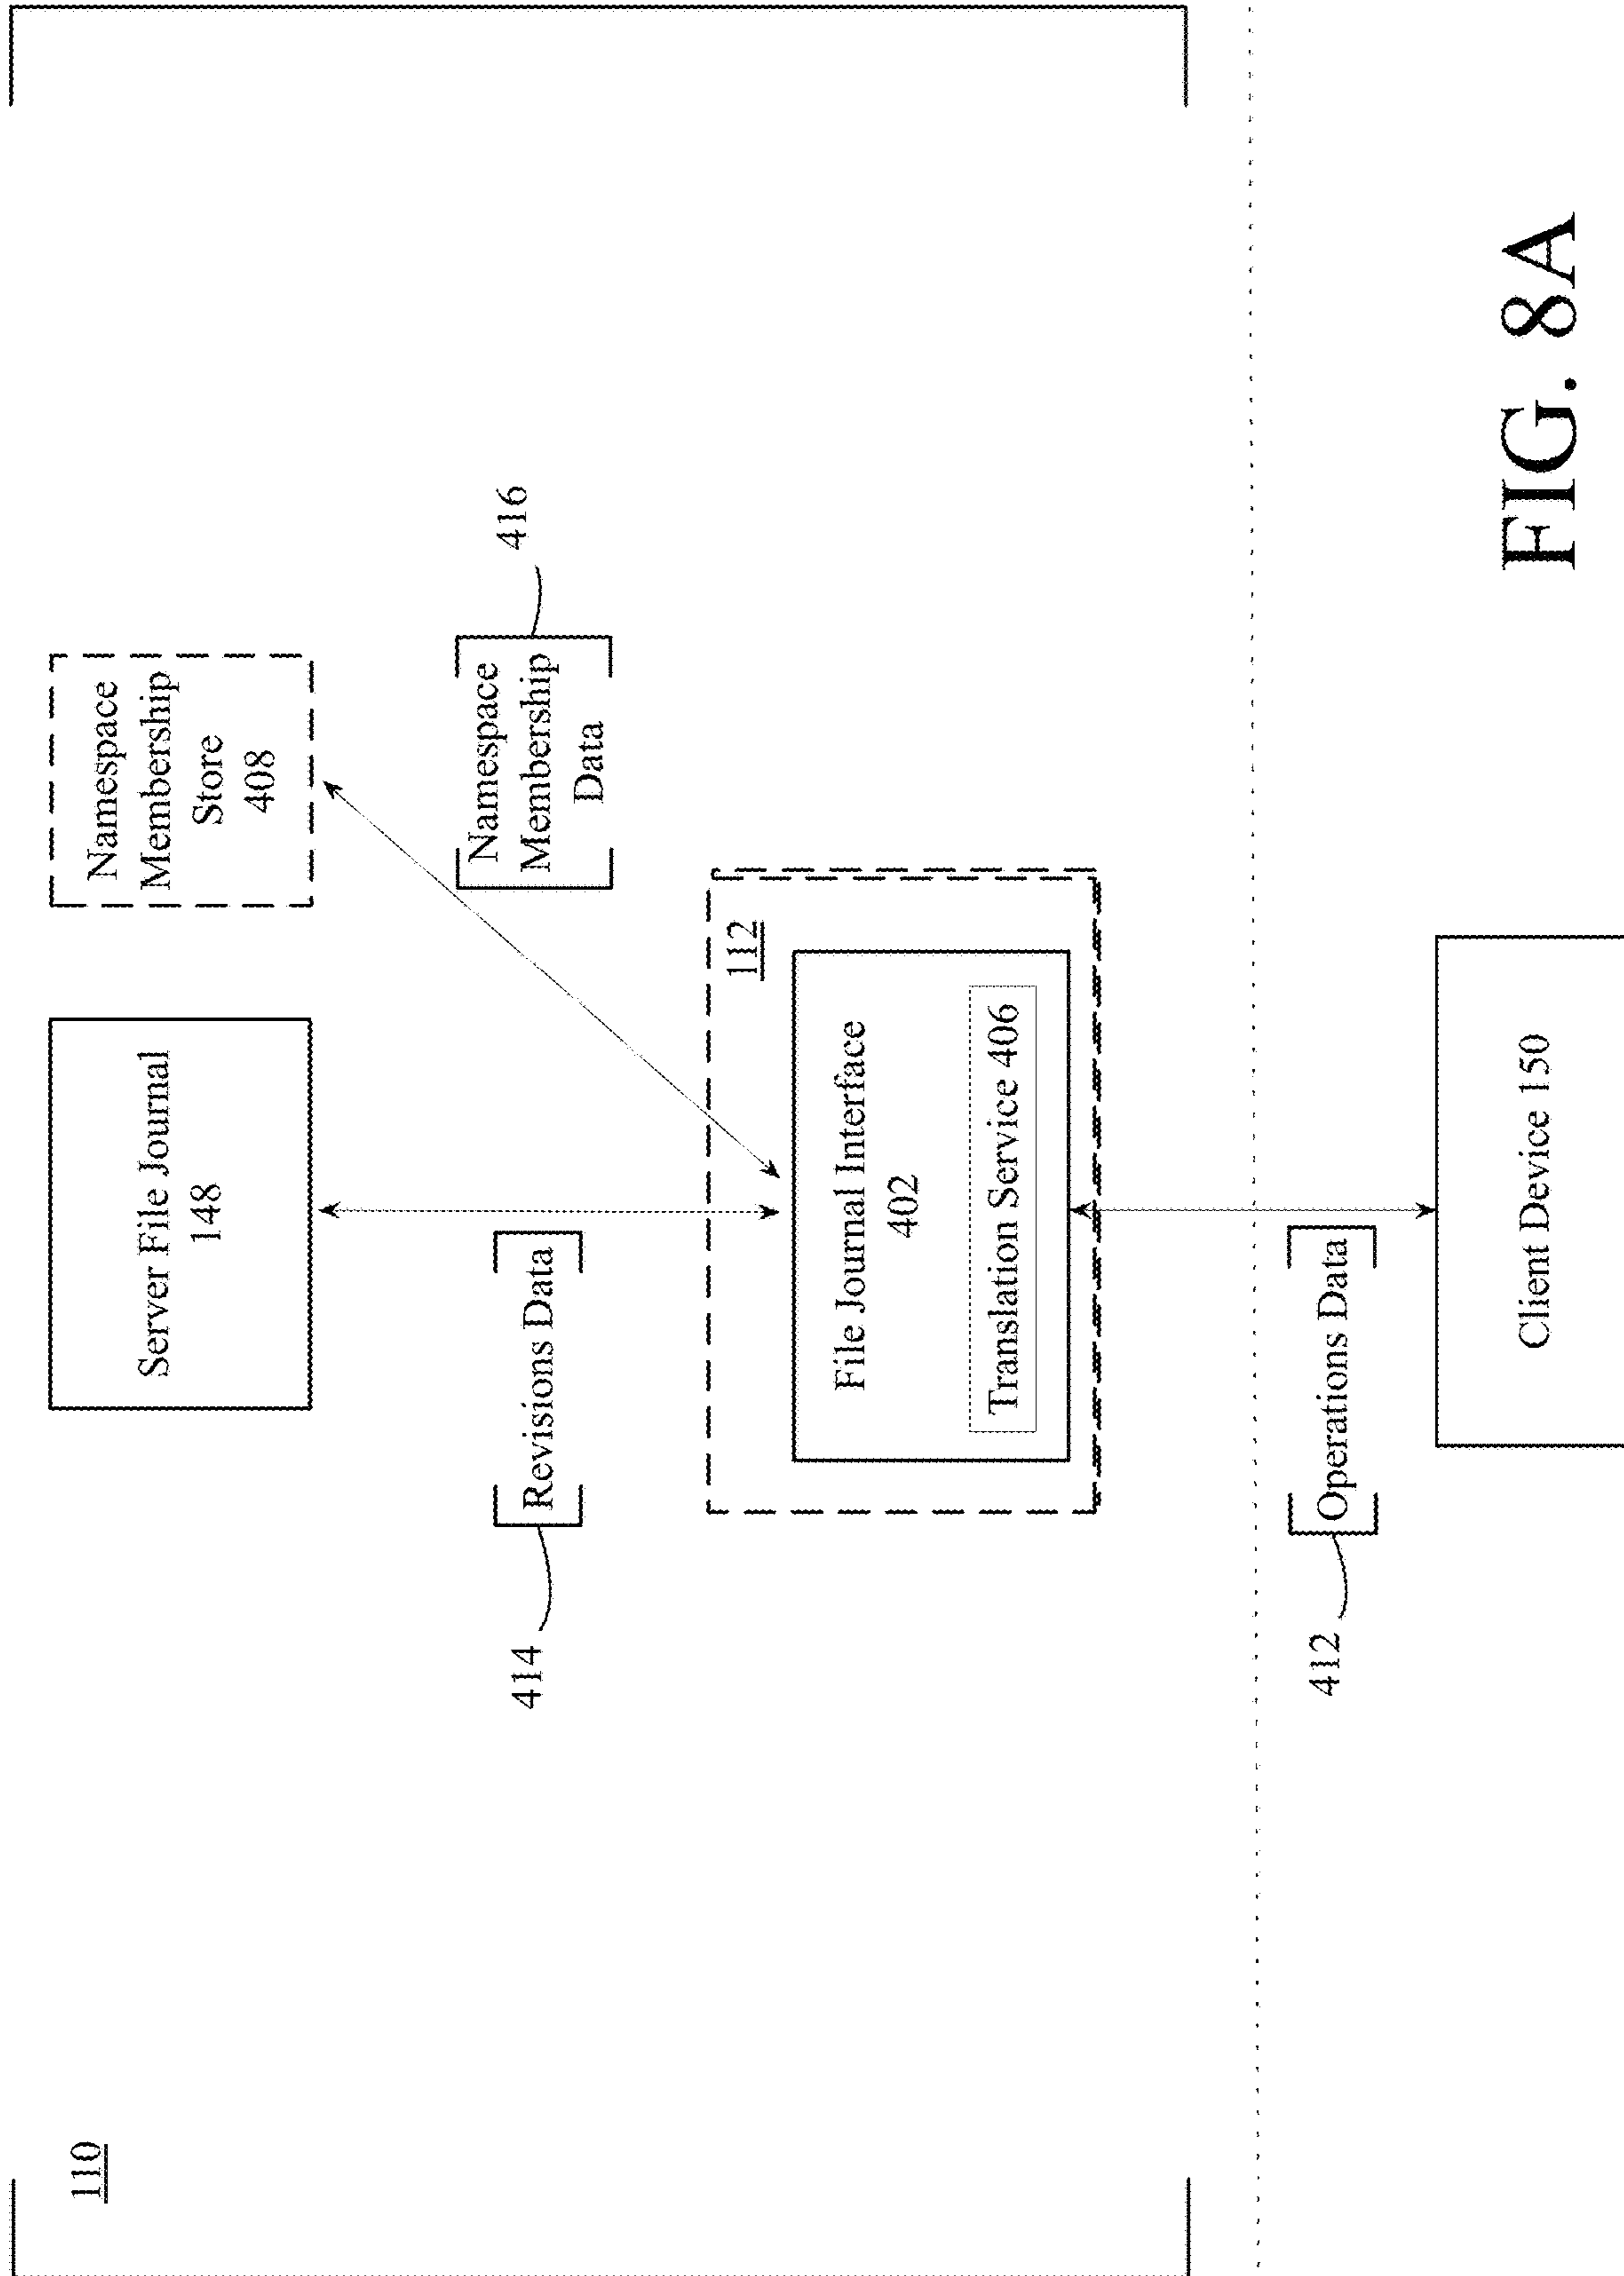 110
Server File Journal
148
Namespace
Membership
Store
408
414
Revisions Data
Namespace
Membership
Data
416
112
File Journal Interface
402
Translation Service 406
412
Operations Data
Client Device 150
FIG. 8A